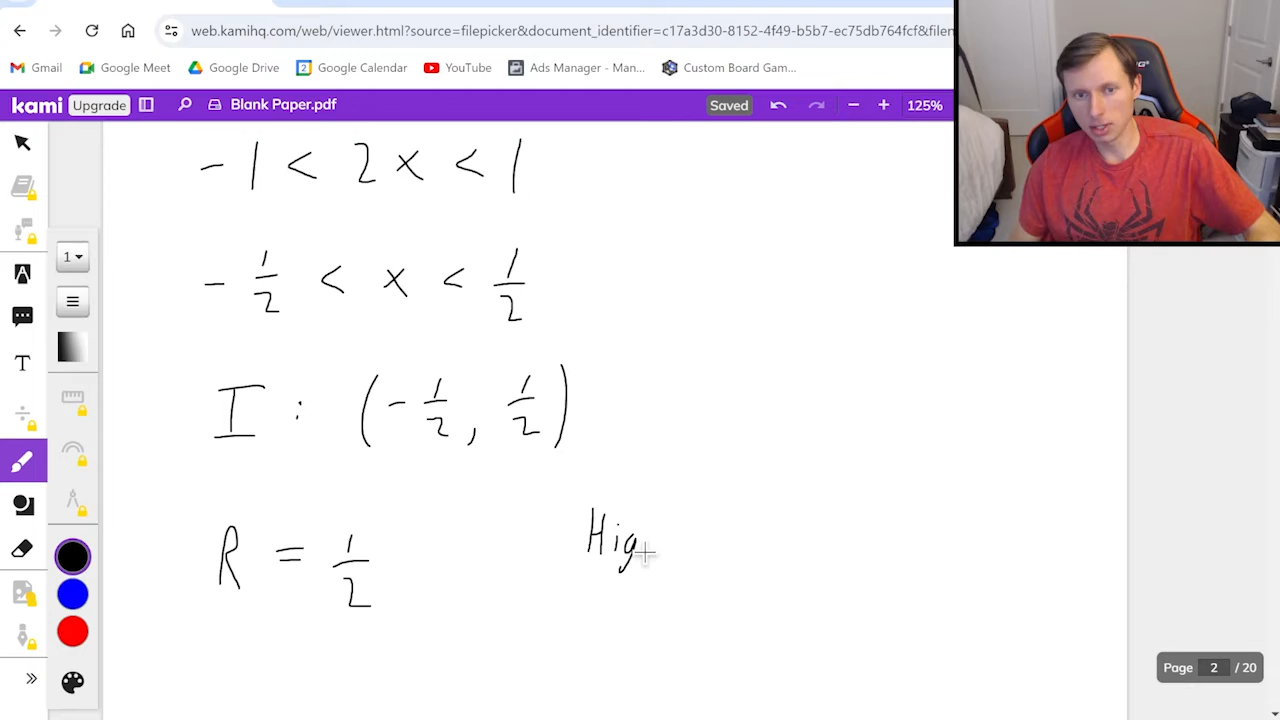 web.kamihq.com/web/viewer.html?source=filepicker&document_identifier=c17a3d30-8152-4f49-b5b7-ec75db764fcf&filen
Gmail
Google Meet
Google Drive
2 Google Calendar
YouTube
Ads Manager - Man...
Custom Board Gam...
kami
Upgrade
Blank Paper.pdf
Saved
125%
-1 < 2x < 1
1
-1/2 < x < 1/2
T
I : (-1/2, 1/2)
Hig
R = 1/2
Page 2 / 20